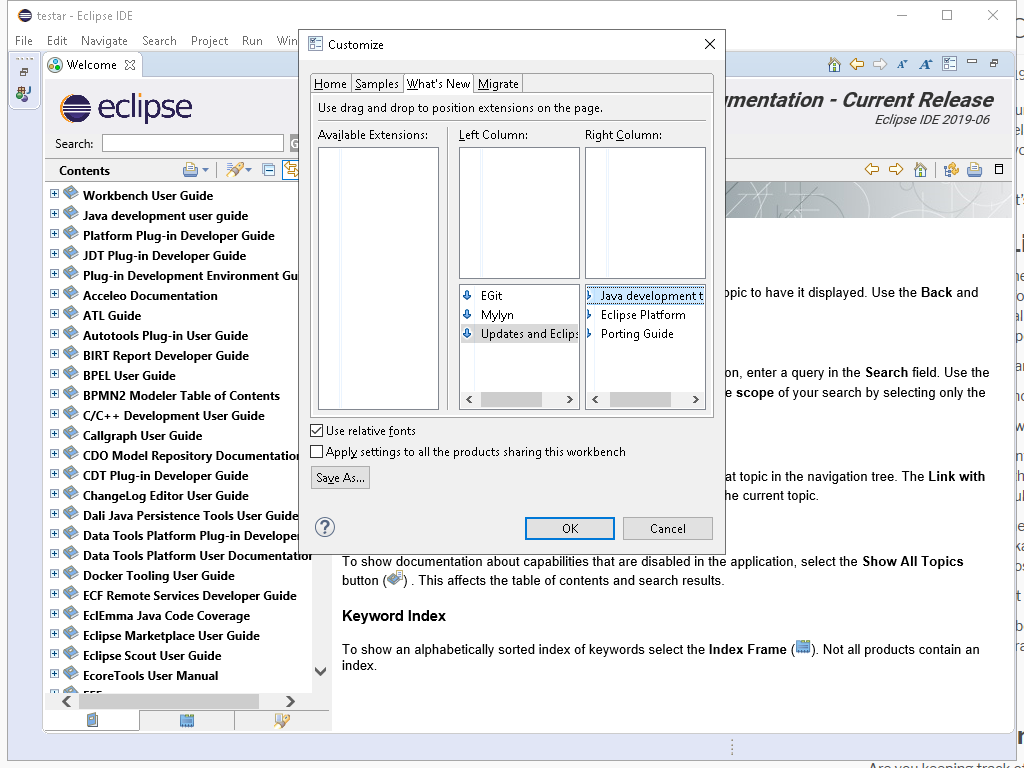 testar - Eclipse IDE
File Edit Navigate Search Project Run Win
Welcome
eclipse
Search:
Contents
Workbench User Guide
Java development user guide
Platform Plug-in Developer Guide
JDT Plug-in Developer Guide
Plug-in Development Environment Gu
Acceleo Documentation
ATL Guide
Autotools Plug-in User Guide
BIRT Report Developer Guide
BPEL User Guide
BPMN2 Modeler Table of Contents
C/C++ Development User Guide
Callgraph User Guide
CDO Model Repository Documentation
CDT Plug-in Developer Guide
ChangeLog Editor User Guide
Dali Java Persistence Tools User Guide
Data Tools Platform Plug-in Develope
Data Tools Platform User Documentation
Docker Tooling User Guide
ECF Remote Services Developer Guide
EclEmma Java Code Coverage
Eclipse Marketplace User Guide
Eclipse Scout User Guide
EcoreTools User Manual
Customize
Home Samples What's New Migrate
Use drag and drop to position extensions on the page.
Available Extensions: Left Column: Right Column:
EGit
Mylyn
Updates and Eclips
Java development t
Eclipse Platform
Porting Guide
Use relative fonts
Apply settings to all the products sharing this workbench
Save As...
OK Cancel
mentation - Current Release
Eclipse IDE 2019-06
opic to have it displayed. Use the Back and
on, enter a query in the Search field. Use the
e scope of your search by selecting only the
at topic in the navigation tree. The Link with
he current topic.
To show documentation about capabilities that are disabled in the application, select the Show All Topics
button ( ) . This affects the table of contents and search results.
Keyword Index
To show an alphabetically sorted index of keywords select the Index Frame ( ). Not all products contain an
index.
Are you keeping track of